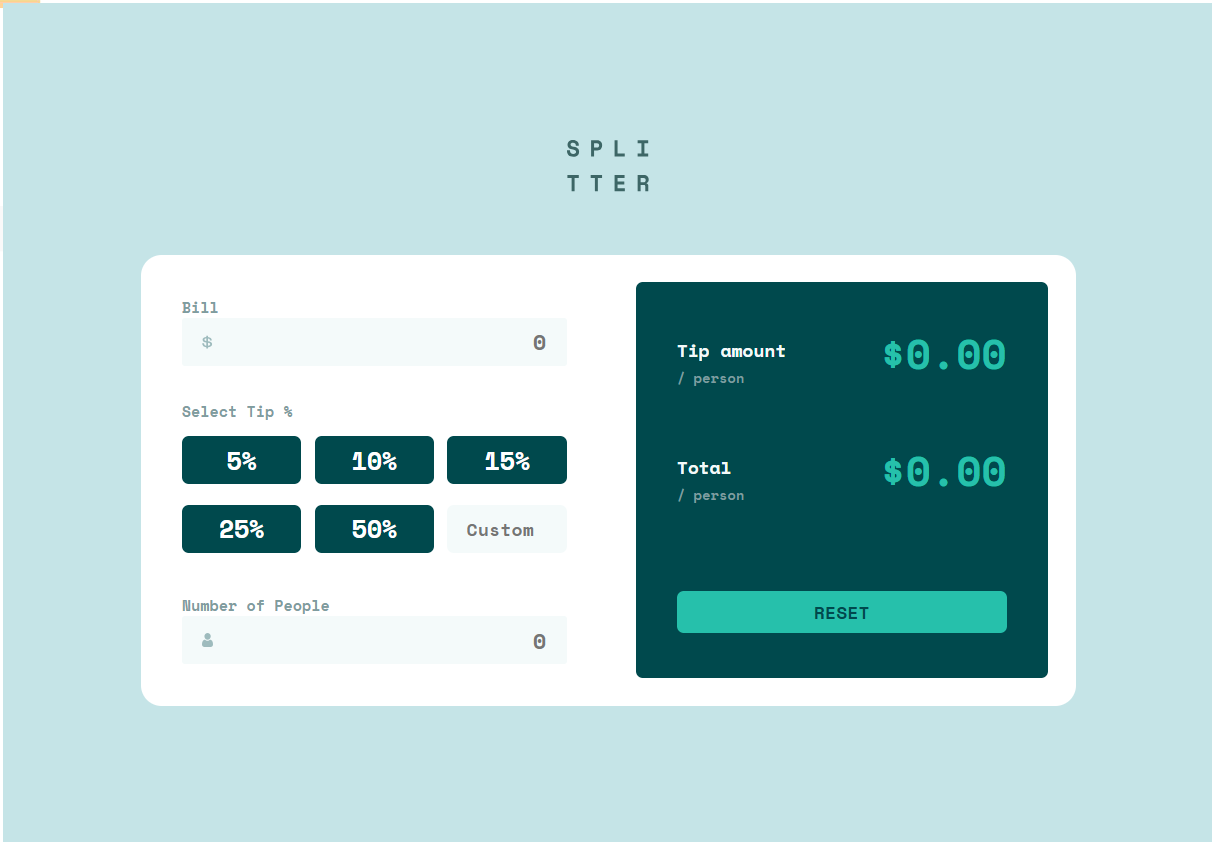 SPLI
TTER
Bill
$ 0
Select Tip %
5% 10% 15%
25% 50% Custom
Number of People
0
Tip amount $0.00
/ person
Total $0.00
/ person
RESET